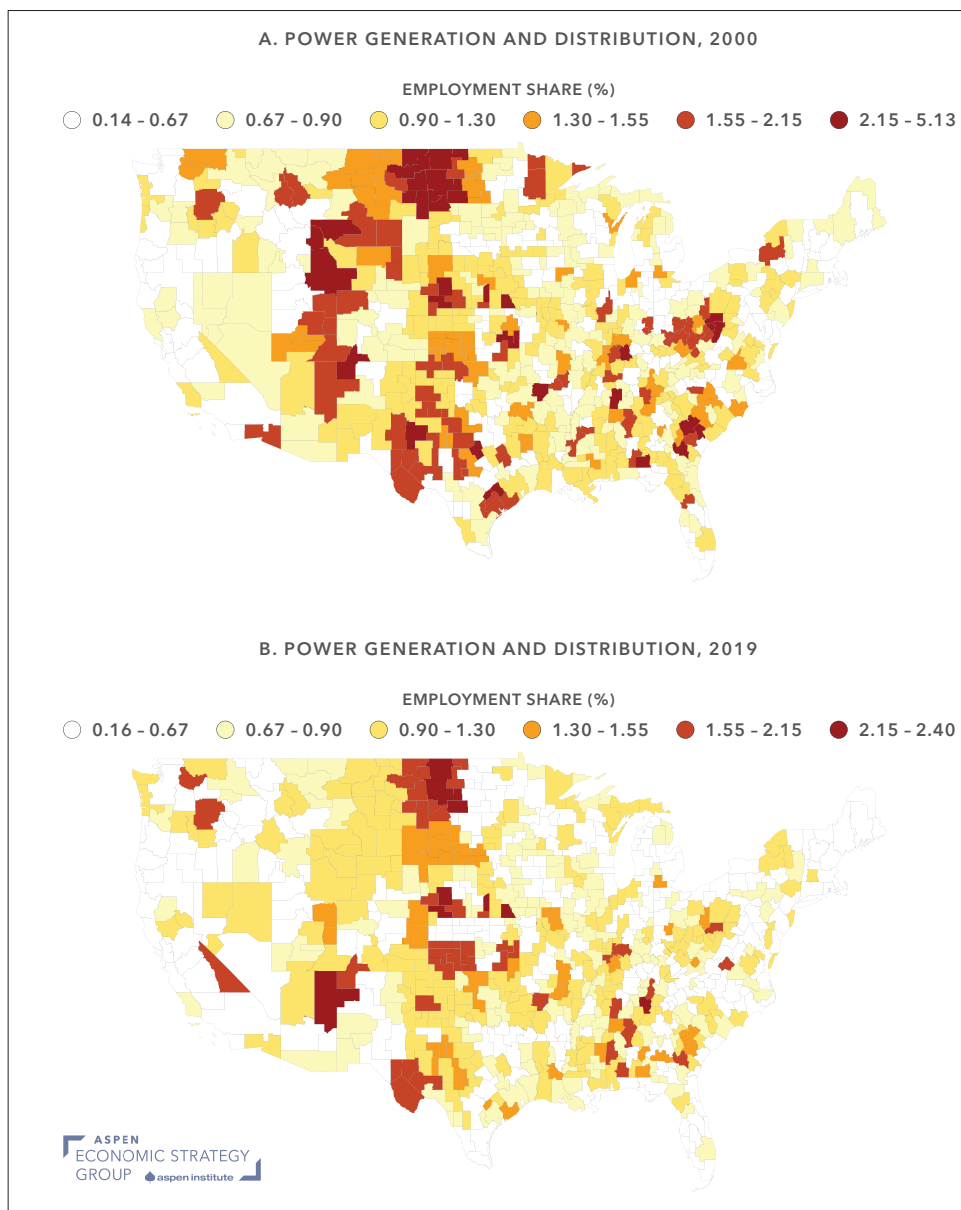 A. POWER GENERATION AND DISTRIBUTION, 2000
EMPLOYMENT SHARE (%)
0.14 – 0.67 0.67 – 0.90 0.90 – 1.30 1.30 – 1.55 1.55 – 2.15 2.15 – 5.13
B. POWER GENERATION AND DISTRIBUTION, 2019
EMPLOYMENT SHARE (%)
0.16 – 0.67 0.67 – 0.90 0.90 – 1.30 1.30 – 1.55 1.55 – 2.15 2.15 – 2.40
ASPEN
ECONOMIC STRATEGY
GROUP aspen institute